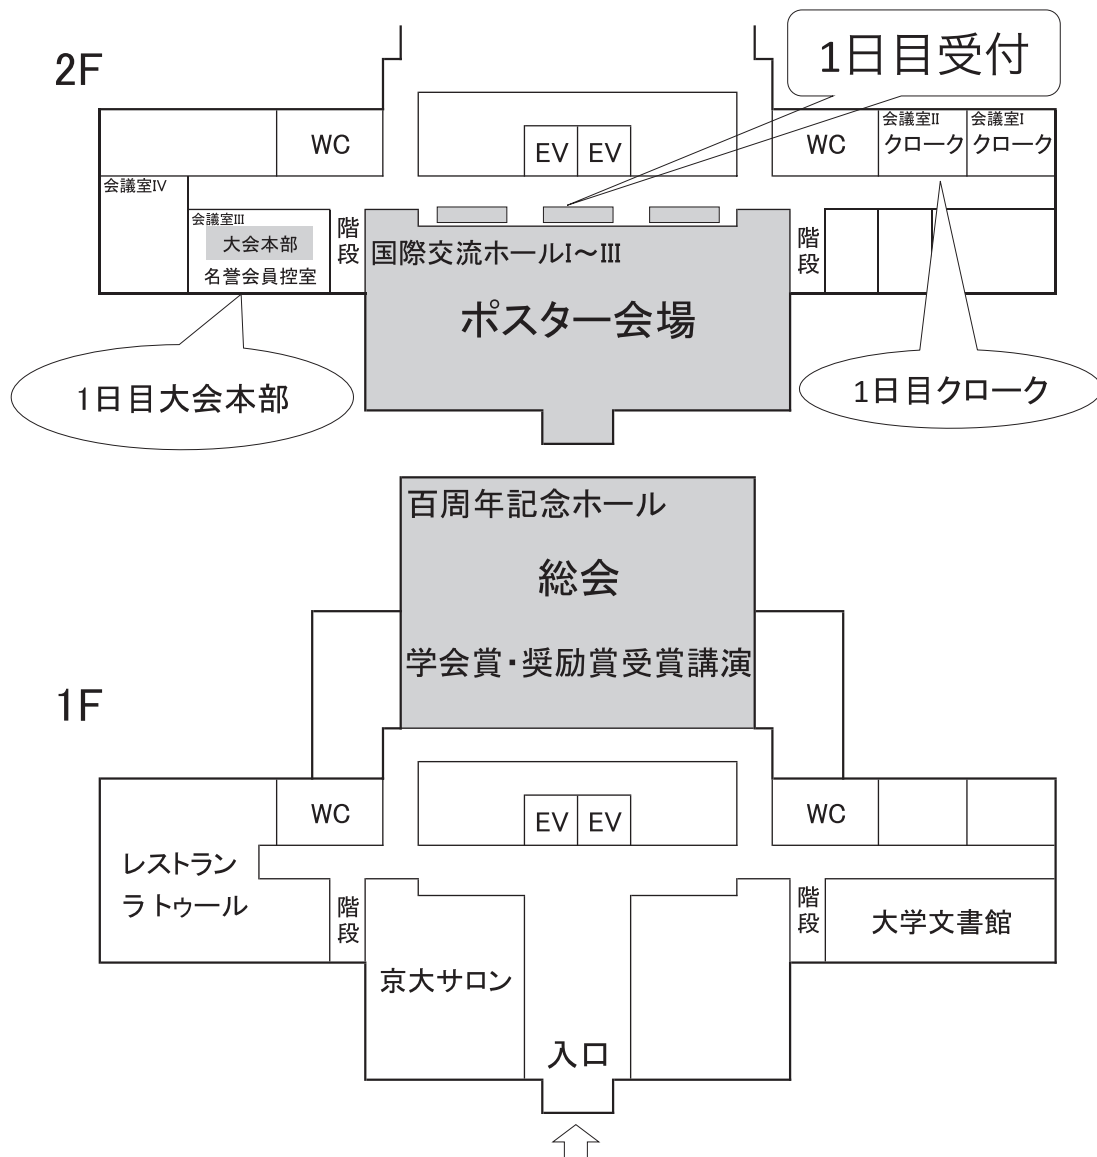 2F
1日目受付
WC
EV
EV
WC
会議室II
クローク
会議室I
クローク
会議室IV
会議室III
大会本部
名誉会員控室
階段
国際交流ホールI～III
ポスター会場
階段
1日目大会本部
1日目クローク
百周年記念ホール
総会
学会賞・奨励賞受賞講演
1F
WC
EV
EV
WC
レストラン
ラ トゥール
階段
京大サロン
階段
大学文書館
入口